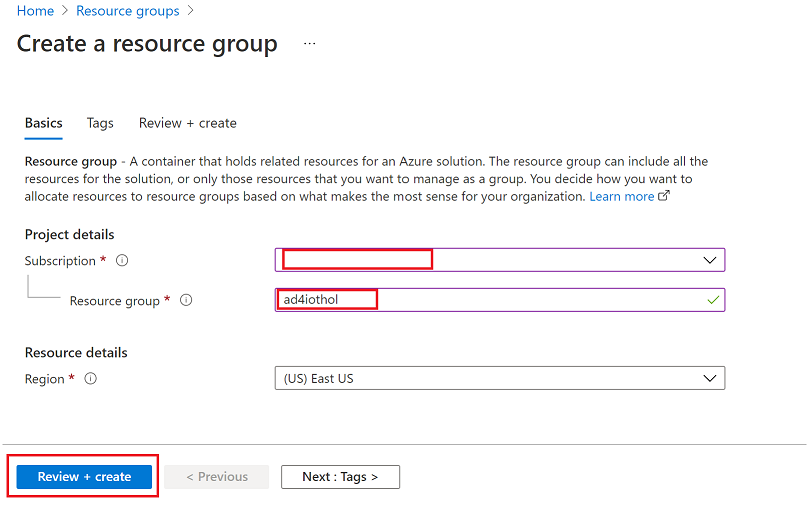 Home > Resource groups >
Create a resource group ...
Basics Tags Review + create
Resource group - A container that holds related resources for an Azure solution. The resource group can include all the
resources for the solution, or only those resources that you want to manage as a group. You decide how you want to
allocate resources to resource groups based on what makes the most sense for your organization. Learn more
Project details
Subscription *
Resource group * ad4iothol
Resource details
Region * (US) East US
Review + create < Previous Next : Tags >